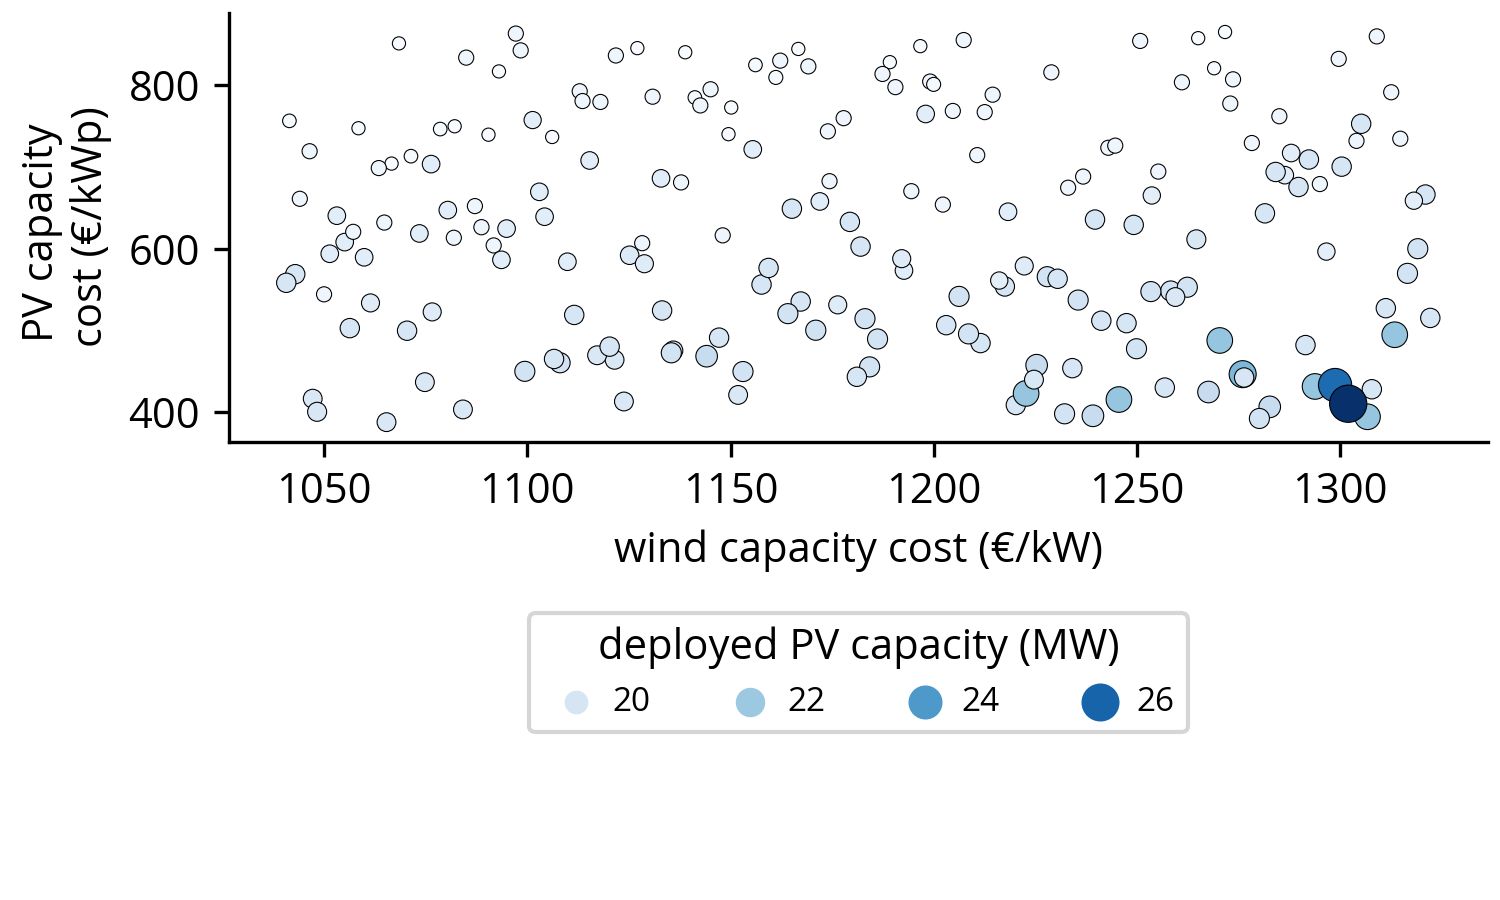 PV capacity
cost (€/kWp)
800
600
400
1050 1100 1150 1200 1250 1300
wind capacity cost (€/kW)
deployed PV capacity (MW)
20 22 24 26